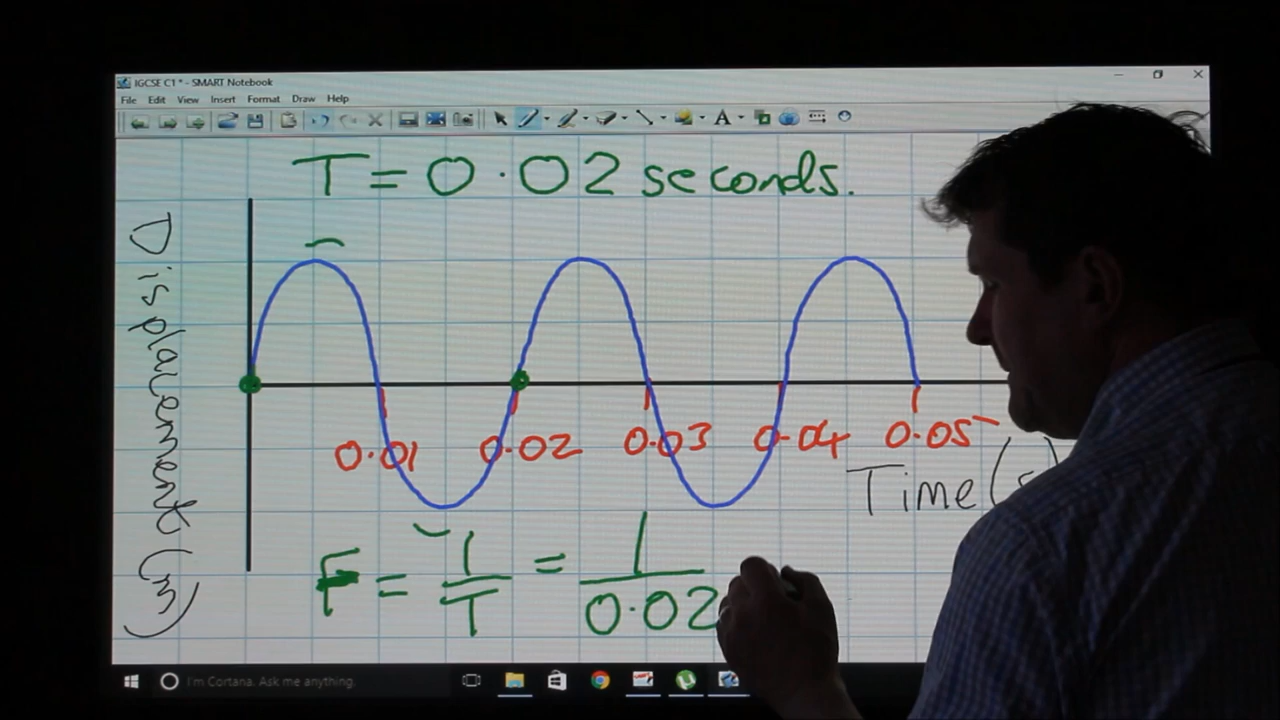 IGCSE C1 * - SMART Notebook
File Edit View Insert Format Draw Help
T = 0.02 seconds.
Displacement (m)
0.01 0.02 0.03 0.04 0.05
Time (s)
F = 1/T = 1/0.02
I'm Cortana. Ask me anything.